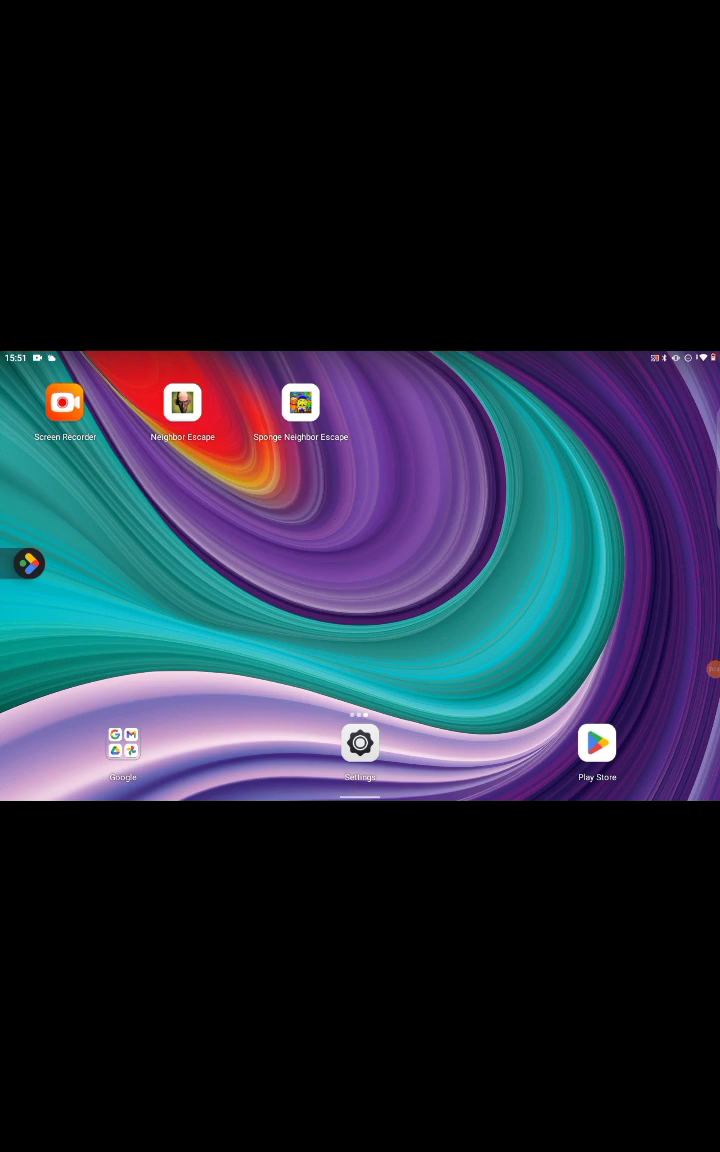 15:51
Screen Recorder
Neighbor Escape
Sponge Neighbor Escape
Google
Settings
Play Store